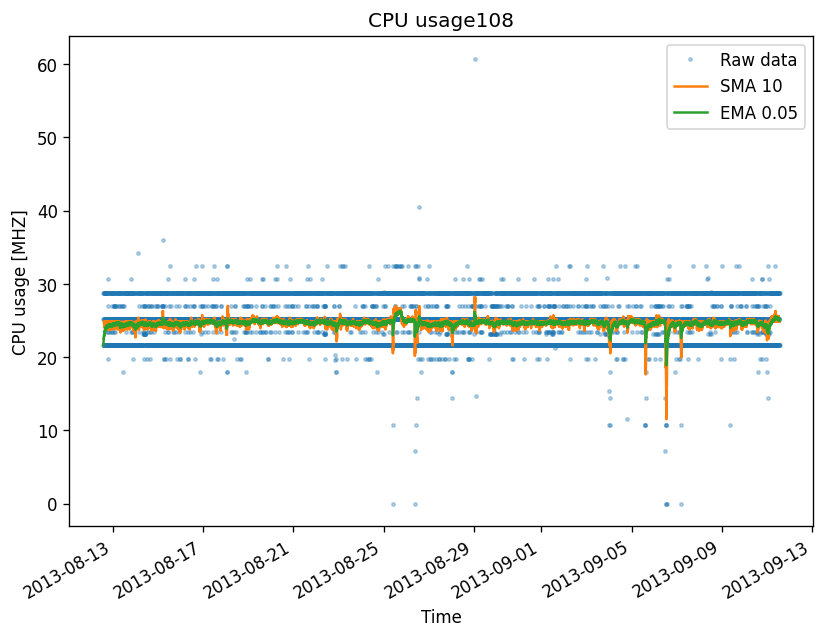 CPU usage108
Raw data
SMA 10
EMA 0.05
CPU usage [MHZ]
60
50
40
30
20
10
0
2013-08-13
2013-08-17
2013-08-21
2013-08-25
2013-08-29
2013-09-01
2013-09-05
2013-09-09
2013-09-13
Time